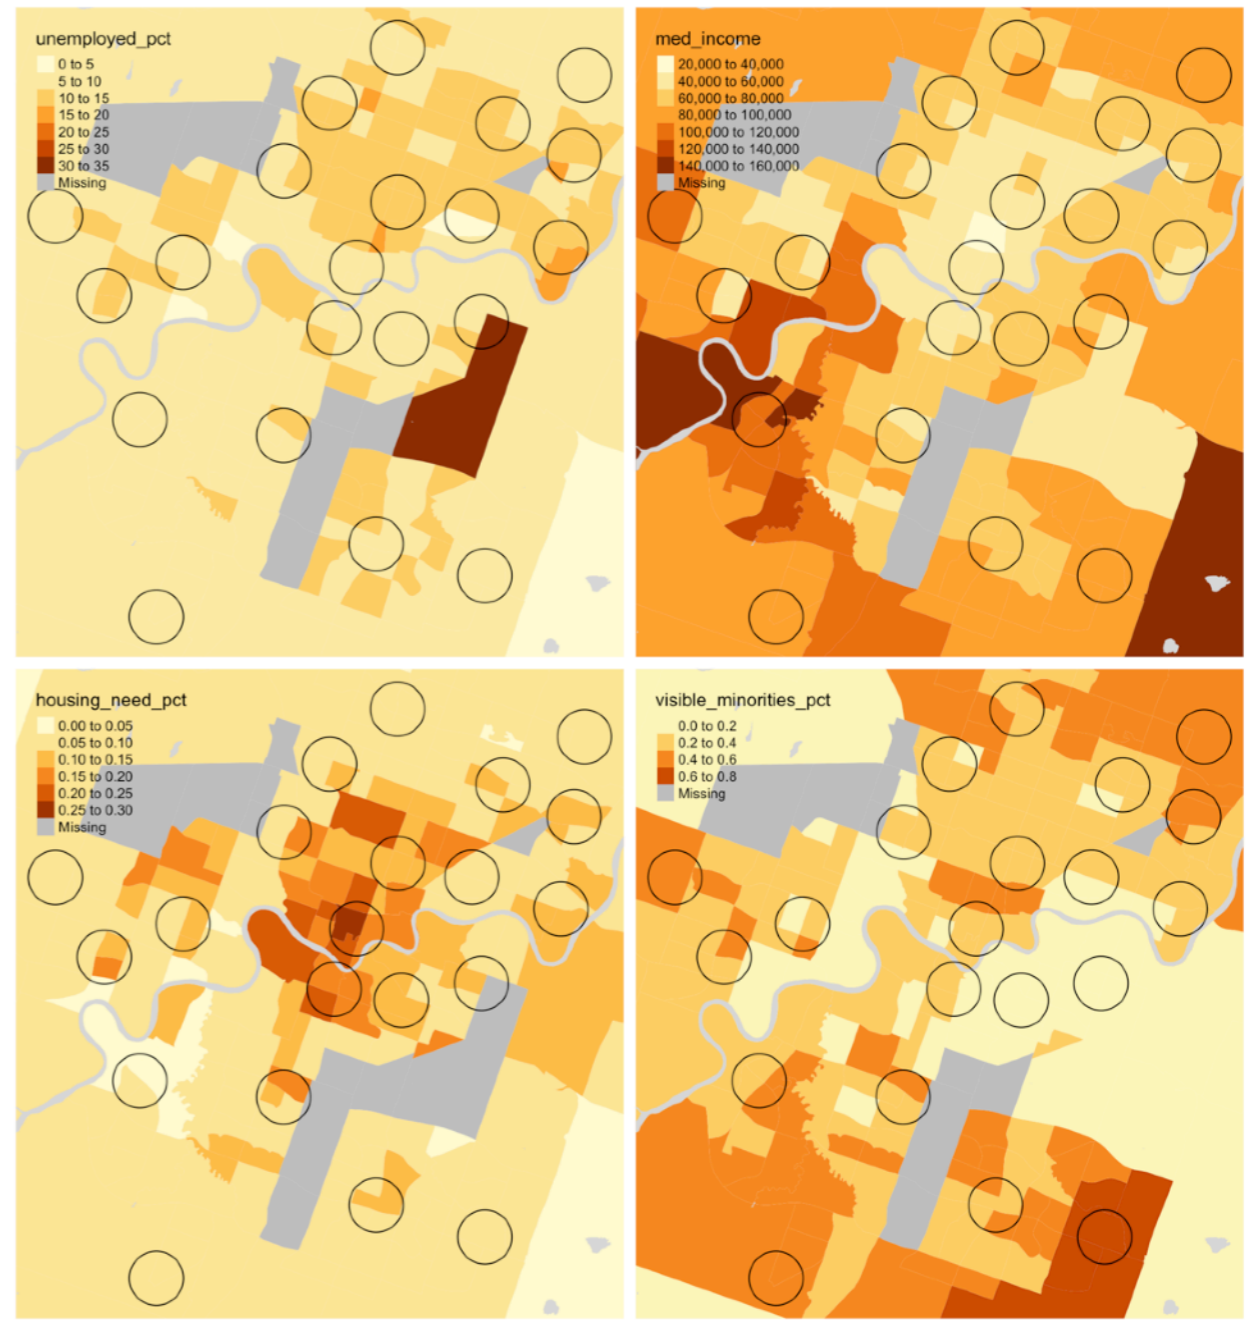 unemployed_pct
0 to 5
5 to 10
10 to 15
15 to 20
20 to 25
25 to 30
30 to 35
Missing
med_income
20,000 to 40,000
40,000 to 60,000
60,000 to 80,000
80,000 to 100,000
100,000 to 120,000
120,000 to 140,000
140,000 to 160,000
Missing
housing_need_pct
0.00 to 0.05
0.05 to 0.10
0.10 to 0.15
0.15 to 0.20
0.20 to 0.25
0.25 to 0.30
Missing
visible_minorities_pct
0.0 to 0.2
0.2 to 0.4
0.4 to 0.6
0.6 to 0.8
Missing